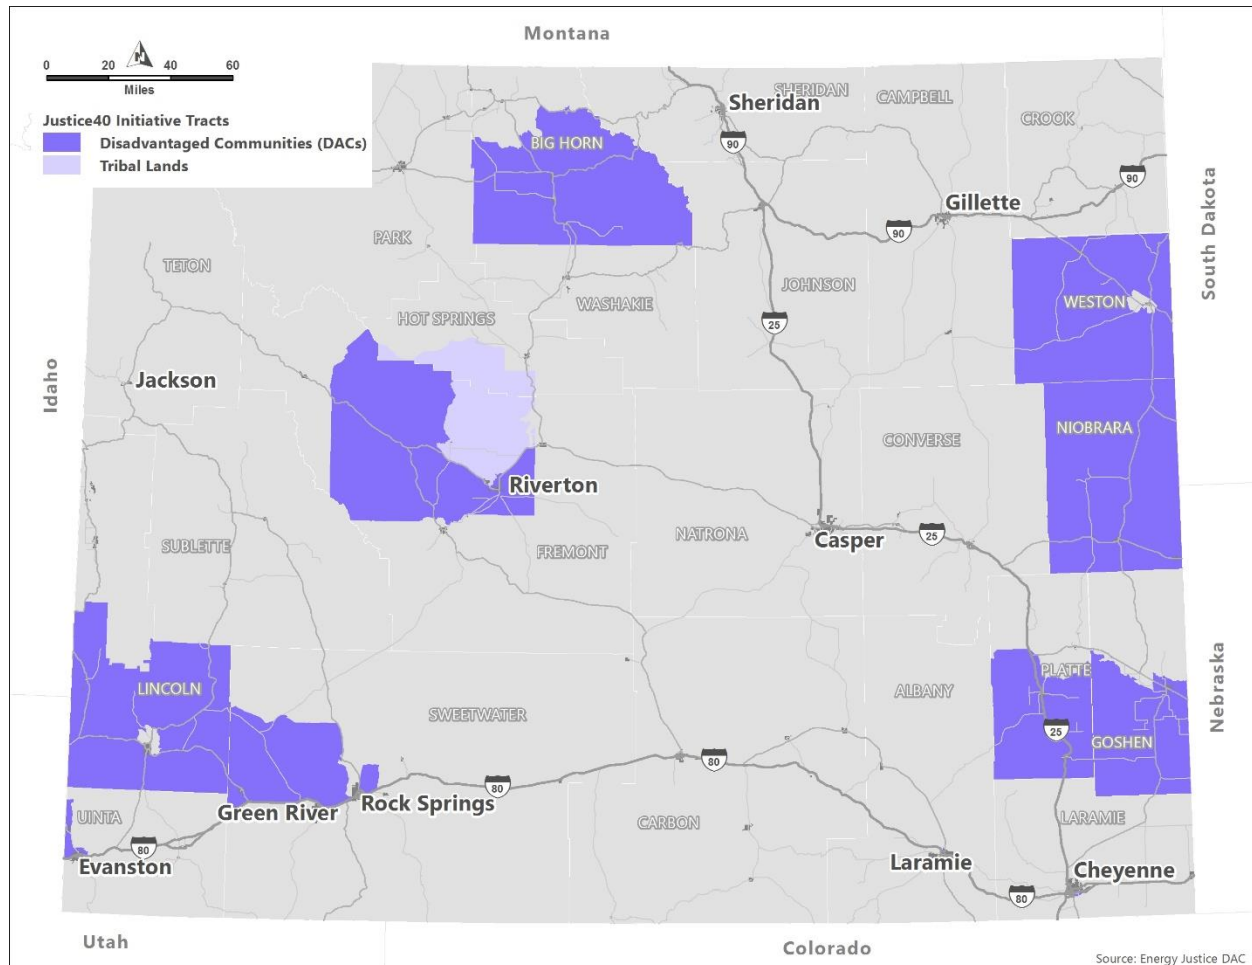 Montana
N
0 20 40 60
Miles
Justice40 Initiative Tracts
Disadvantaged Communities (DACs)
Tribal Lands
Sheridan
SHERIDAN
CAMPBELL
CROOK
BIG HORN
90
90
Gillette
90
PARK
TETON
South Dakota
JOHNSON
WESTON
WASHAKIE
HOT SPRINGS
25
Idaho
Jackson
NIOBRARA
CONVERSE
Riverton
NATRONA
Casper
25
SUBLETTE
FREMONT
LINCOLN
PLATTE
ALBANY
SWEETWATER
Nebraska
25
GOSHEN
80
80
Rock Springs
Green River
UINTA
CARBON
LARAMIE
80
Evanston
Laramie
Cheyenne
80
Utah
Colorado
Source: Energy Justice DAC